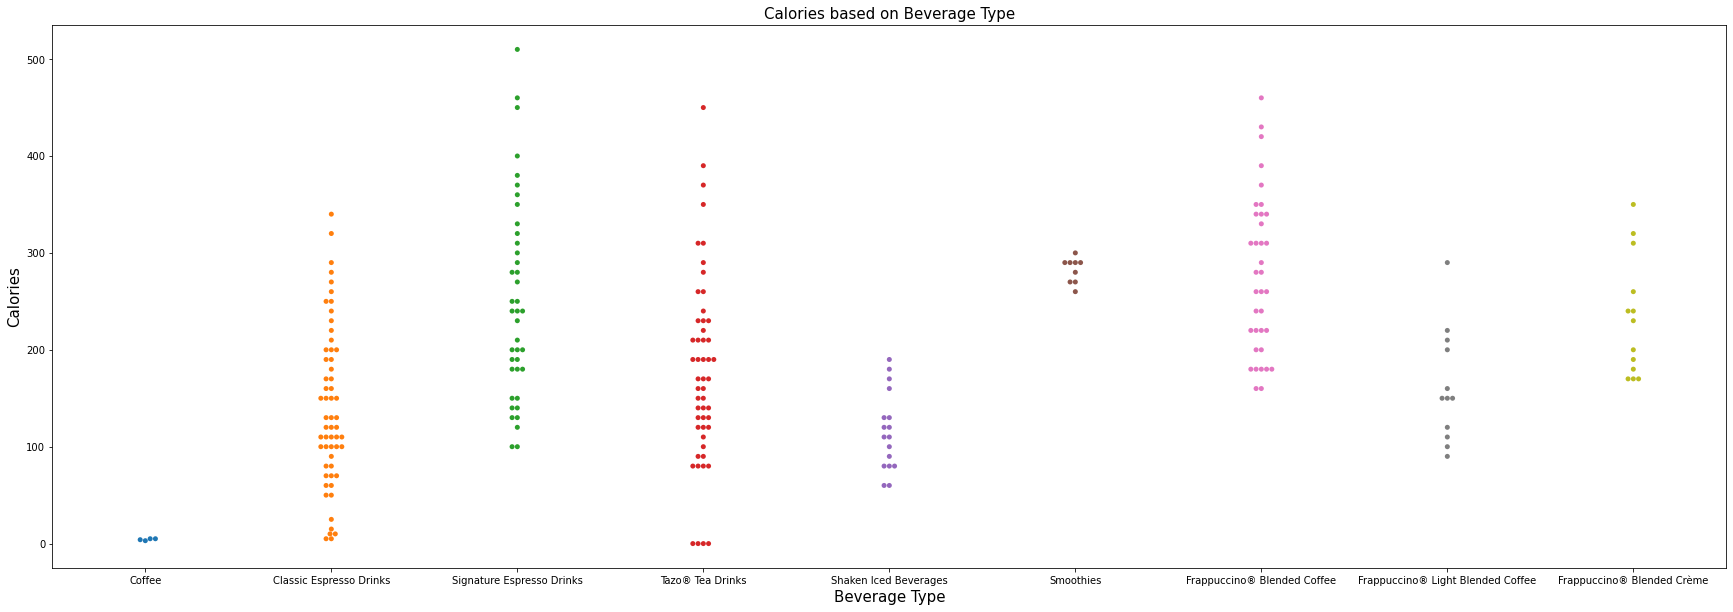 Calories based on Beverage Type
Calories
500
400
300
200
100
0
Coffee
Classic Espresso Drinks
Signature Espresso Drinks
Tazo® Tea Drinks
Shaken Iced Beverages
Smoothies
Frappuccino® Blended Coffee
Frappuccino® Light Blended Coffee
Frappuccino® Blended Crème
Beverage Type